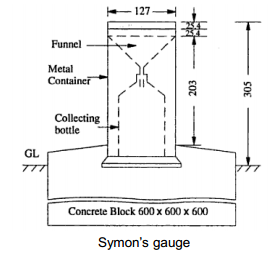 127
25.4
25.4
Funnel
Metal
Container
203
305
Collecting
bottle
GL
Concrete Block 600 x 600 x 600
Symon's gauge